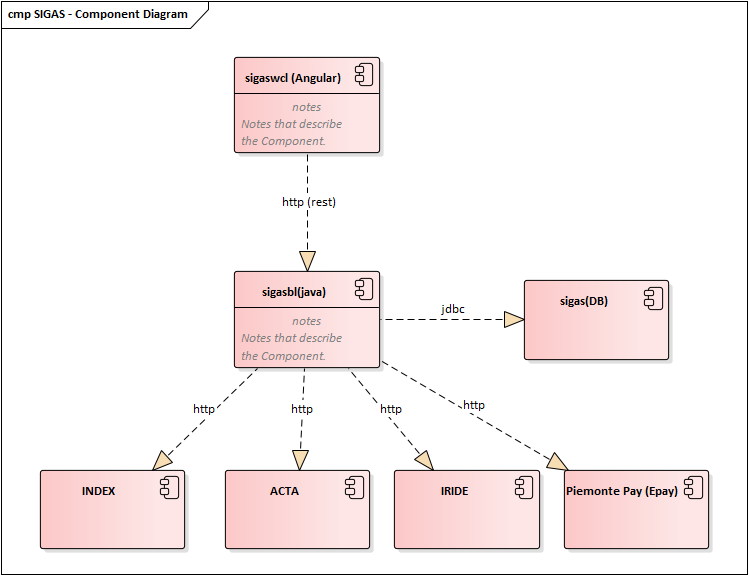 cmp SIGAS - Component Diagram
sigaswcl (Angular)
notes
Notes that describe
the Component.
http (rest)
sigasbl(java)
notes
Notes that describe
the Component.
jdbc
sigas(DB)
http
http
http
http
INDEX
ACTA
IRIDE
Piemonte Pay (Epay)